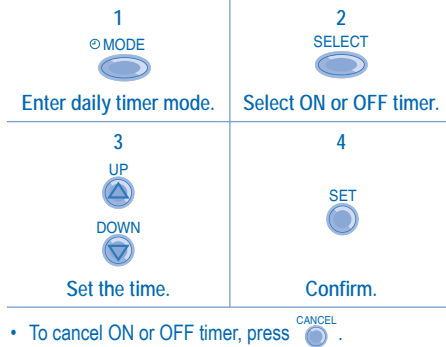 1
⏲ MODE
Enter daily timer mode.
2
SELECT
Select ON or OFF timer.
3
UP
DOWN
Set the time.
4
SET
Confirm.
• To cancel ON or OFF timer, press CANCEL .